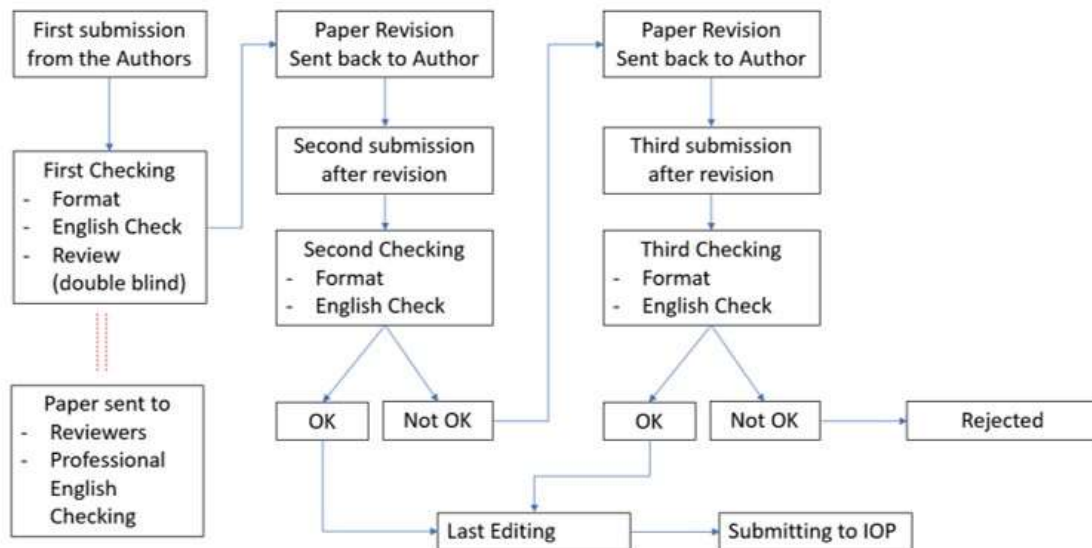 First submission
from the Authors
First Checking
- Format
- English Check
- Review
(double blind)
Paper sent to
- Reviewers
- Professional
English
Checking
Paper Revision
Sent back to Author
Second submission
after revision
Second Checking
- Format
- English Check
OK
Not OK
Paper Revision
Sent back to Author
Third submission
after revision
Third Checking
- Format
- English Check
OK
Not OK
Rejected
Last Editing
Submitting to IOP